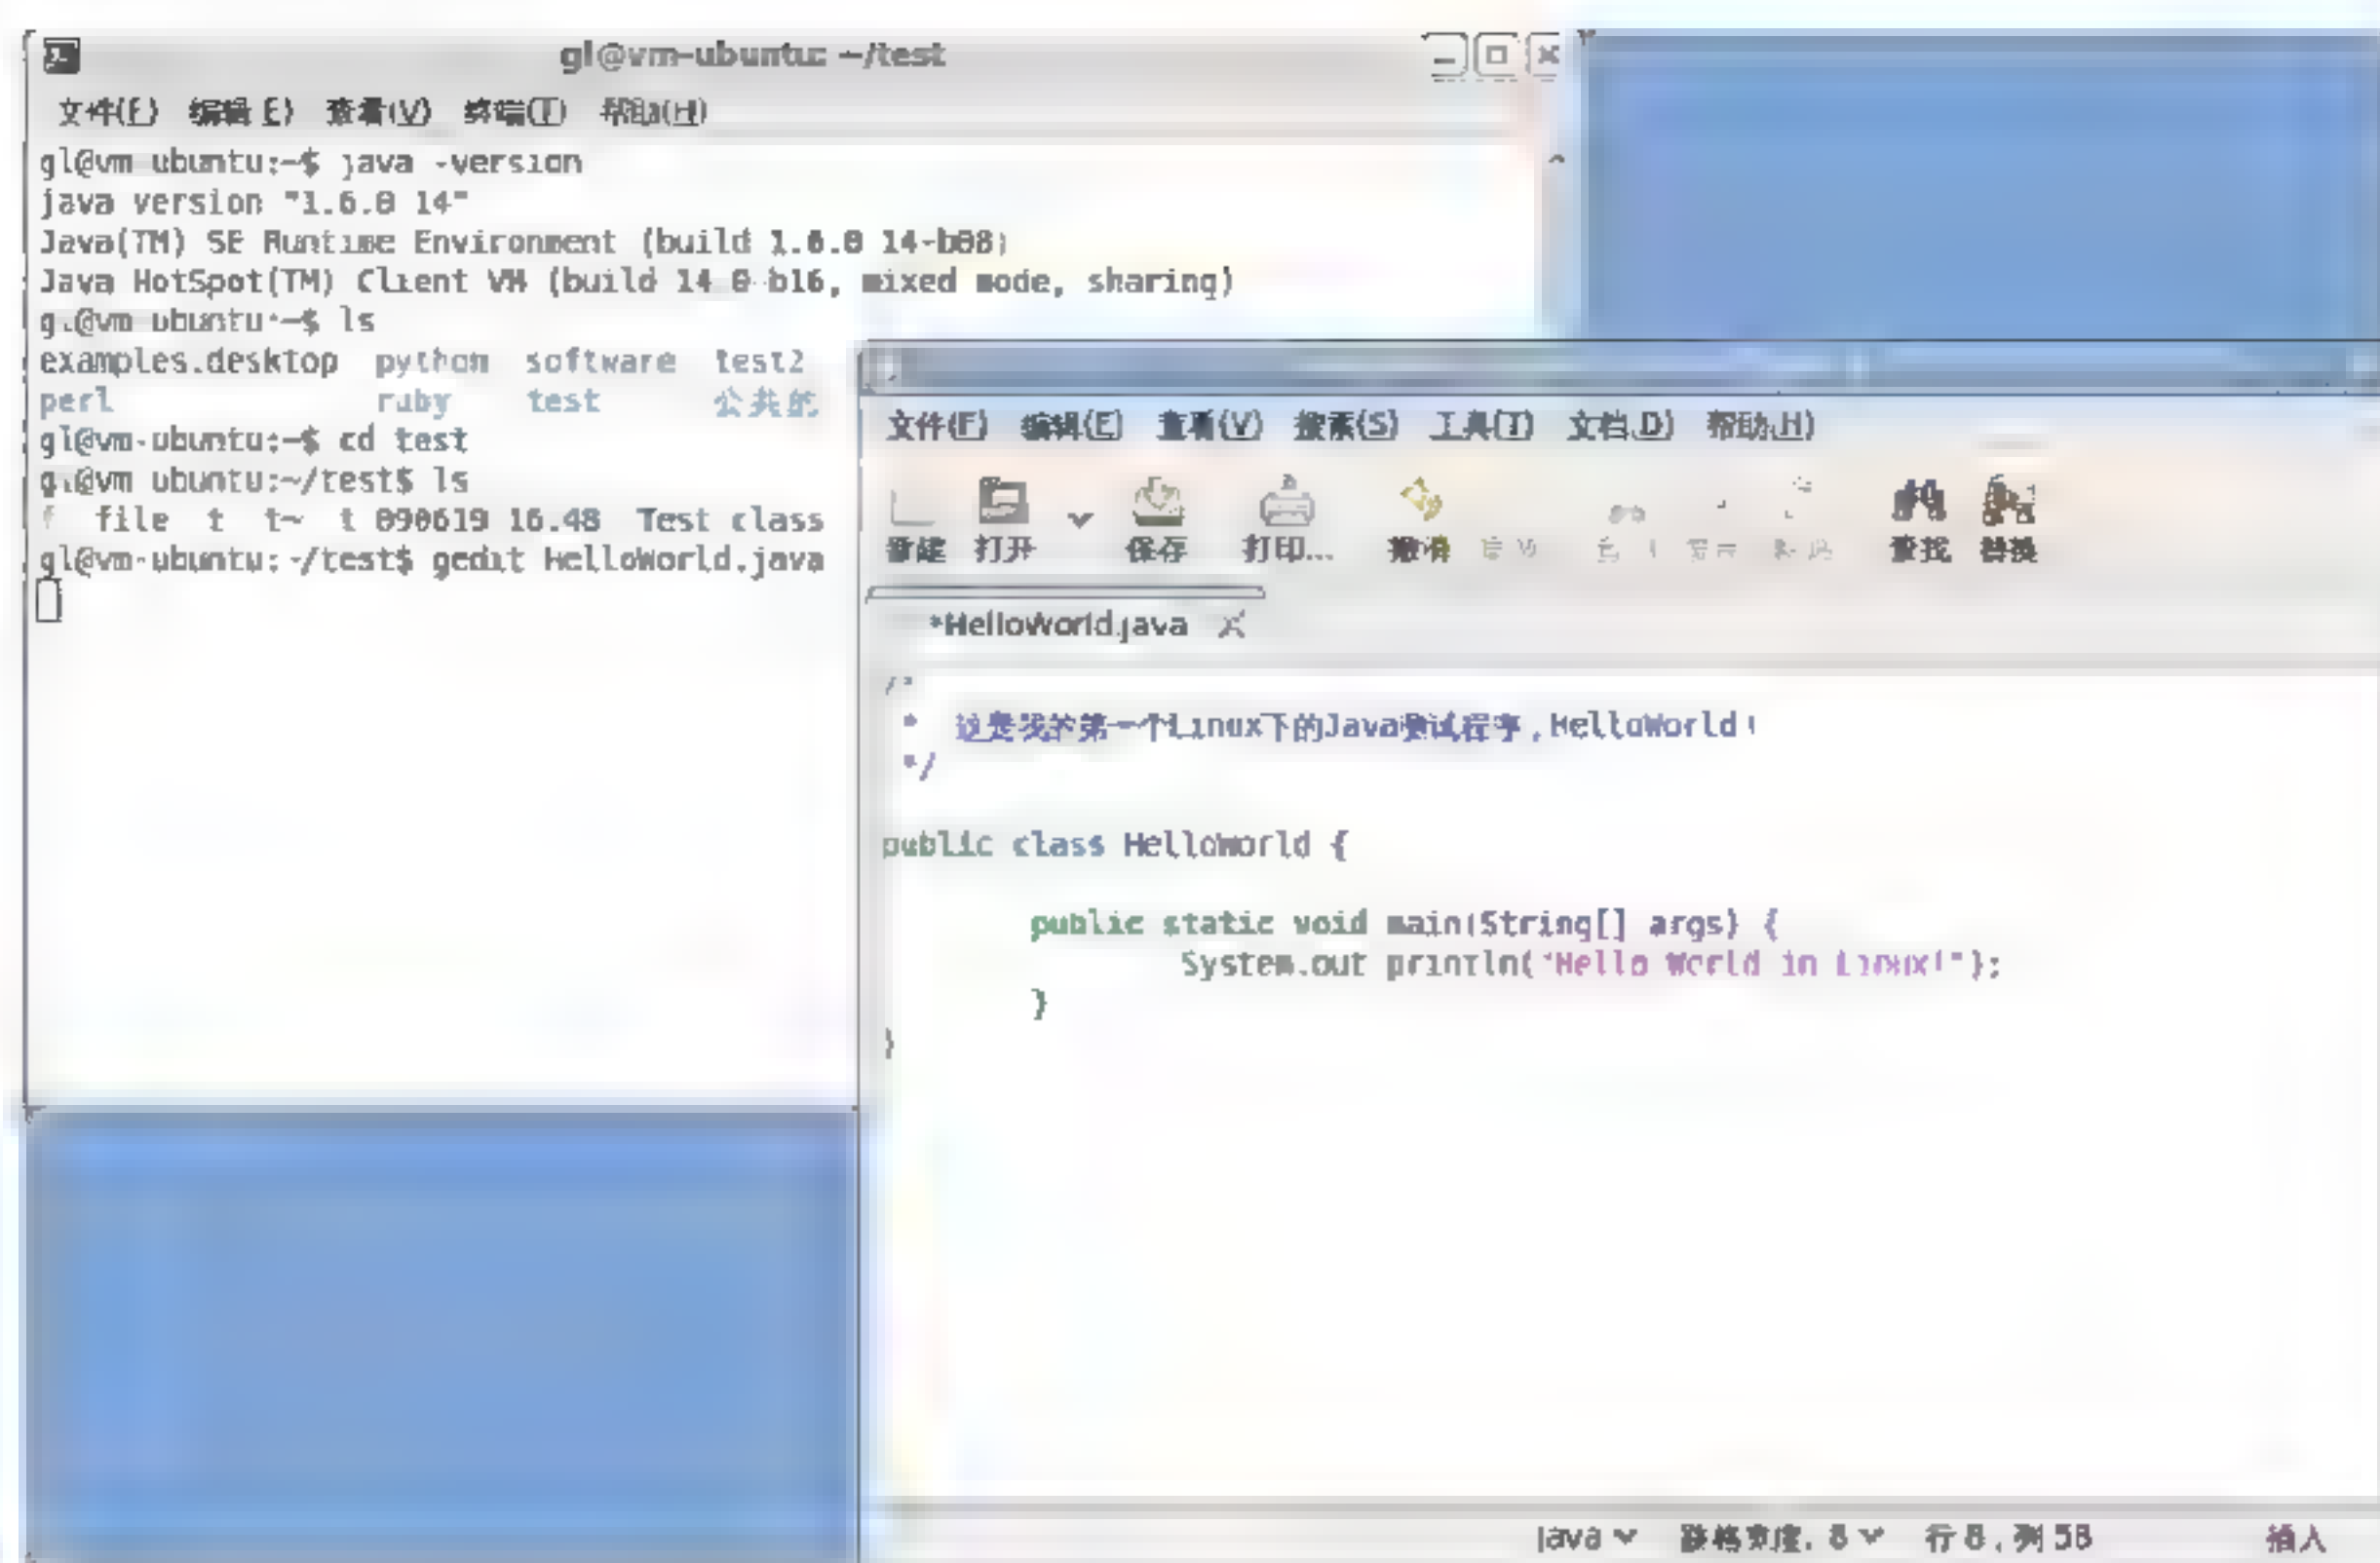 gl@vm-ubuntu: ~/test
文件(F) 编辑(E) 查看(V) 终端(T) 帮助(H)
gl@vm-ubuntu:~$ java -version
java version "1.6.0_14"
Java(TM) SE Runtime Environment (build 1.6.0_14-b08)
Java HotSpot(TM) Client VM (build 14.0-b16, mixed mode, sharing)
gl@vm-ubuntu:~$ ls
examples.desktop python software test2
perl ruby test 公共的
gl@vm-ubuntu:~$ cd test
gl@vm-ubuntu:~/test$ ls
f file t t~ t_090619_16.48 Test.class
gl@vm-ubuntu:~/test$ gedit HelloWorld.java
文件(F) 编辑(E) 查看(V) 搜索(S) 工具(T) 文档(D) 帮助(H)
新建 打开 保存 打印... 撤消 查找 替换
*HelloWorld.java
/*
* 这是我的第一个Linux下的Java测试程序,HelloWorld!
*/
public class HelloWorld {
public static void main(String[] args) {
System.out.println("Hello World in Linux!");
}
}
Java 跳格宽度: 8 行 8, 列 58 插入